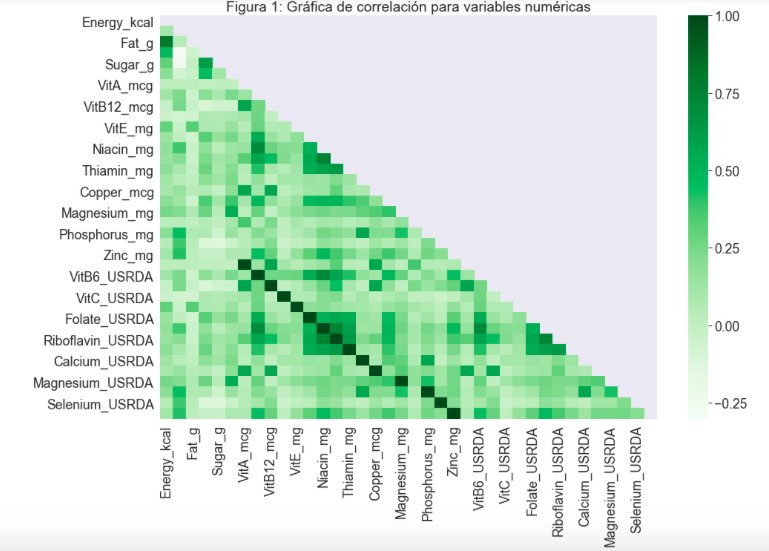 Figura 1: Gráfica de correlación para variables numéricas
Energy_kcal
Fat_g
Sugar_g
VitA_mcg
VitB12_mcg
VitE_mg
Niacin_mg
Thiamin_mg
Copper_mcg
Magnesium_mg
Phosphorus_mg
Zinc_mg
VitB6_USRDA
VitC_USRDA
Folate_USRDA
Riboflavin_USRDA
Calcium_USRDA
Magnesium_USRDA
Selenium_USRDA
1.00
0.75
0.50
0.25
0.00
−0.25
Energy_kcal
Fat_g
Sugar_g
VitA_mcg
VitB12_mcg
VitE_mg
Niacin_mg
Thiamin_mg
Copper_mcg
Magnesium_mg
Phosphorus_mg
Zinc_mg
VitB6_USRDA
VitC_USRDA
Folate_USRDA
Riboflavin_USRDA
Calcium_USRDA
Magnesium_USRDA
Selenium_USRDA